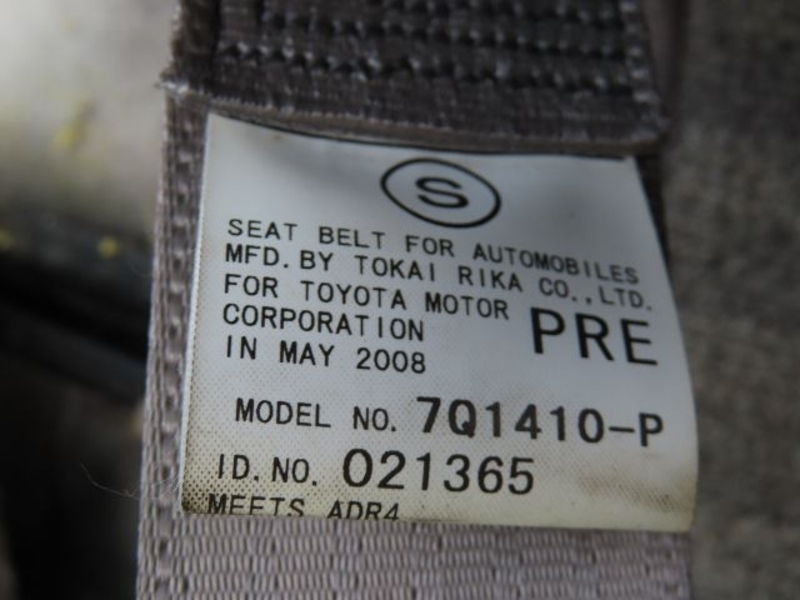 S
SEAT BELT FOR AUTOMOBILES
MFD. BY TOKAI RIKA CO., LTD.
FOR TOYOTA MOTOR
CORPORATION
PRE
IN MAY 2008
MODEL NO. 7Q1410-P
ID. NO. 021365
MEETS ADR4